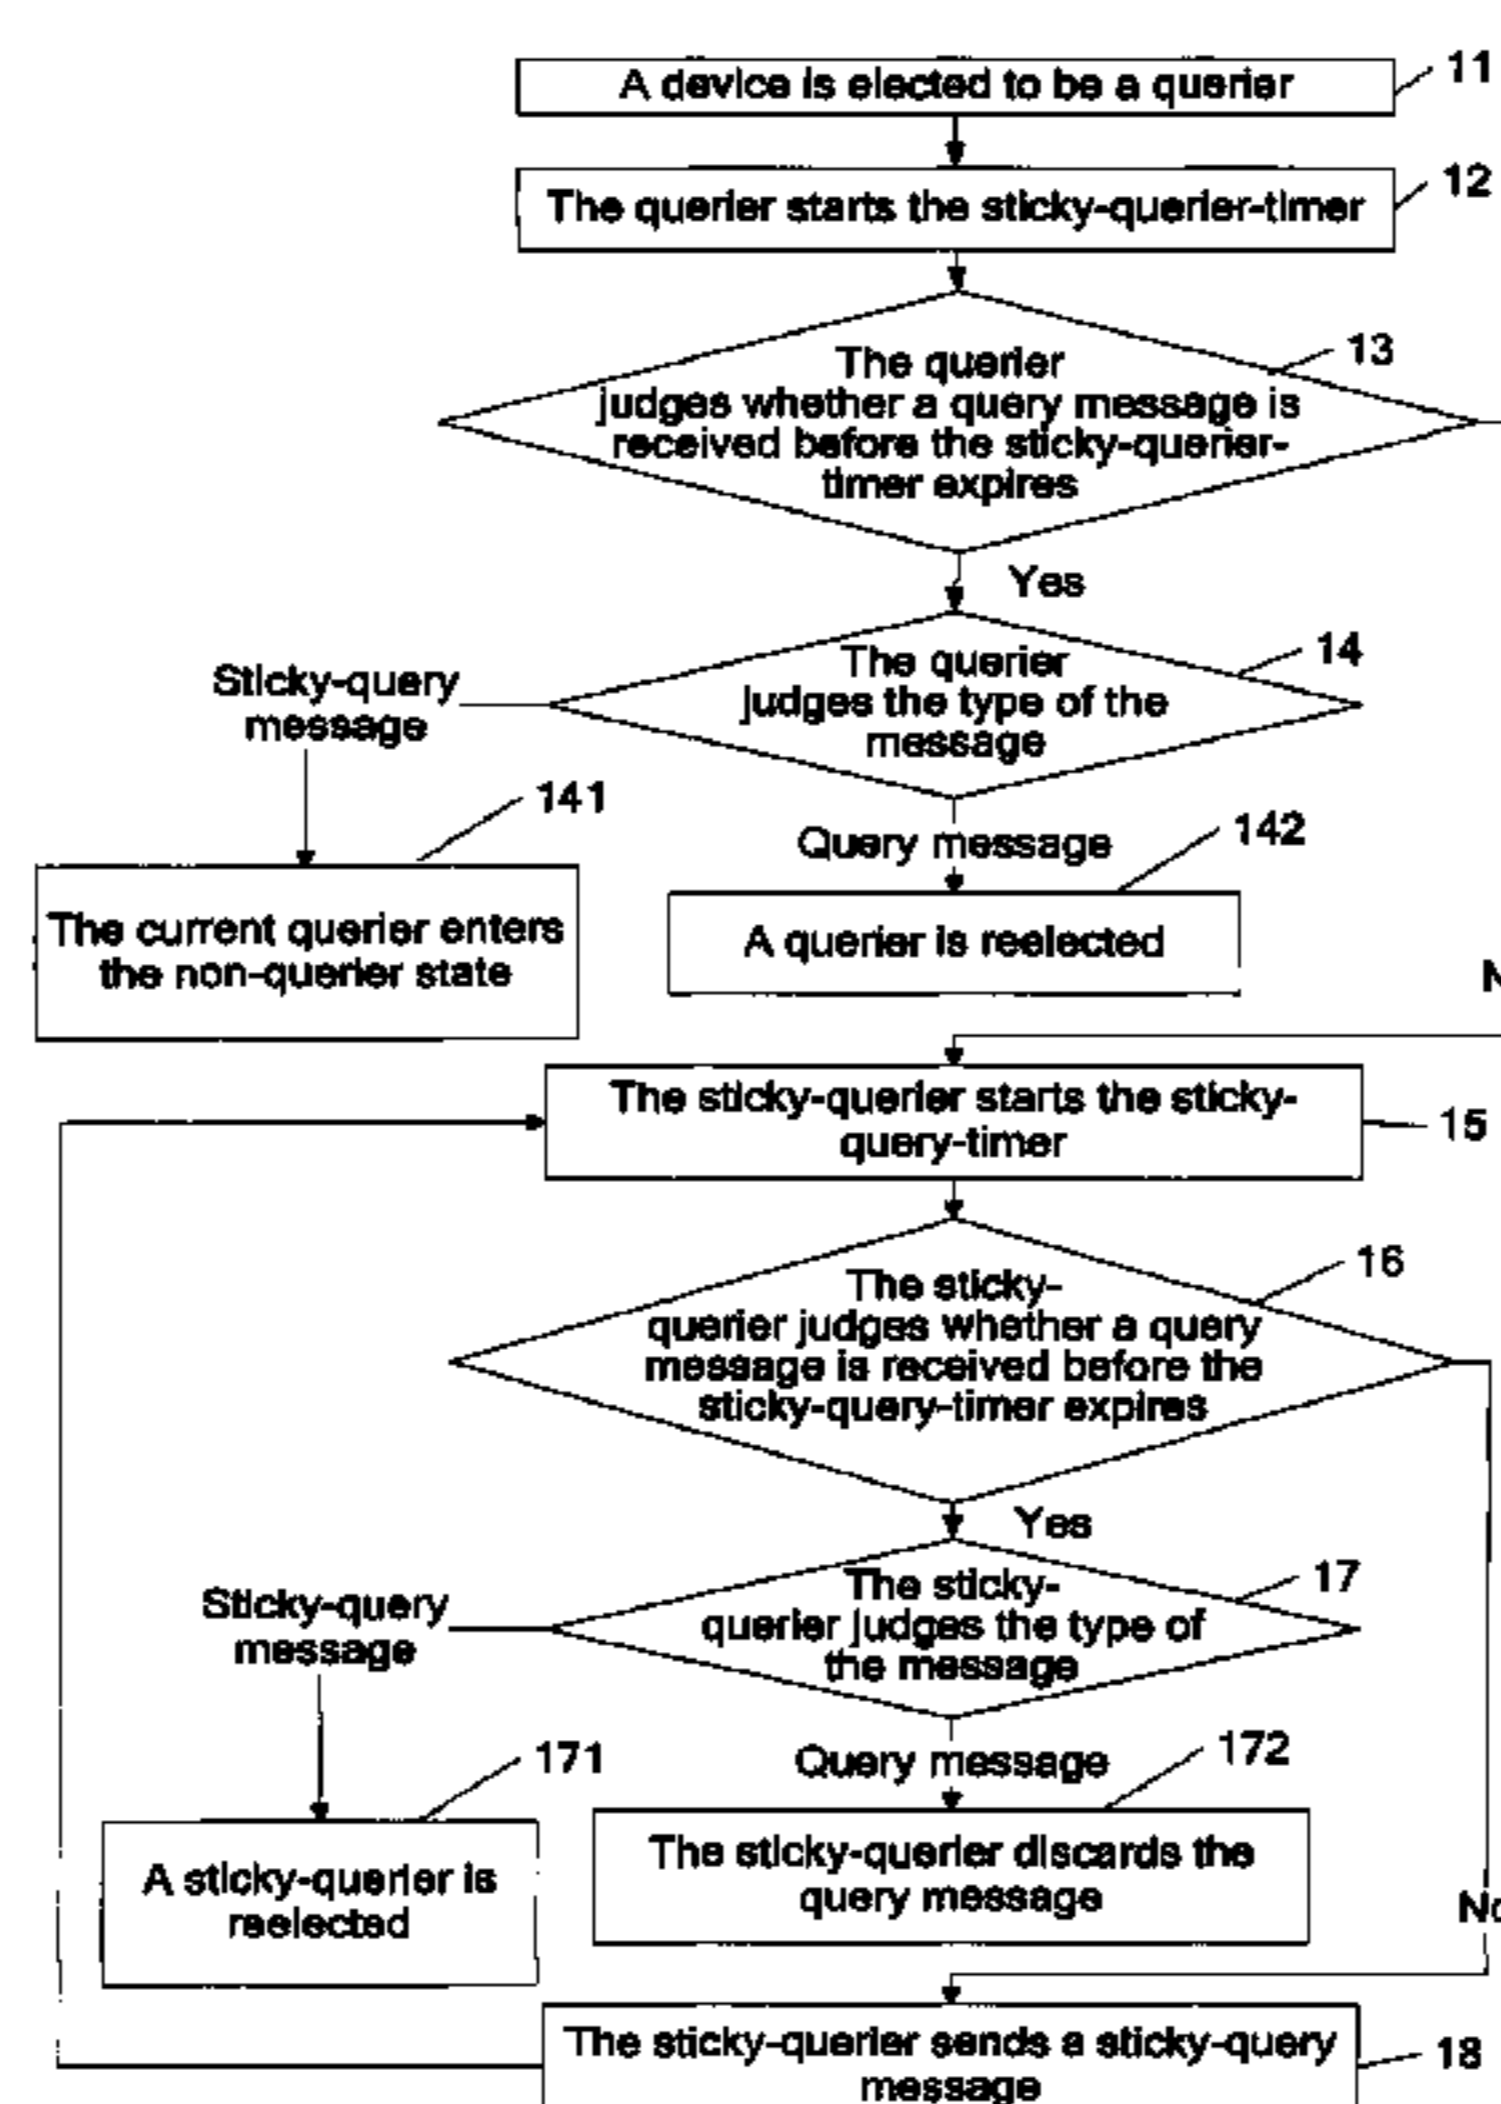 A device is elected to be a querier
11
The querier starts the sticky-querier-timer
12
The querier
judges whether a query message is
received before the sticky-querier-
timer expires
13
Yes
The querier
judges the type of the
message
14
Sticky-query
message
141
Query message
142
The current querier enters
the non-querier state
A querier is reelected
The sticky-querier starts the sticky-
query-timer
15
The sticky-
querier judges whether a query
message is received before the
sticky-query-timer expires
16
Yes
The sticky-
querier judges the type of
the message
17
Sticky-query
message
171
Query message
172
A sticky-querier is
reelected
The sticky-querier discards the
query message
No
The sticky-querier sends a sticky-query
message
18